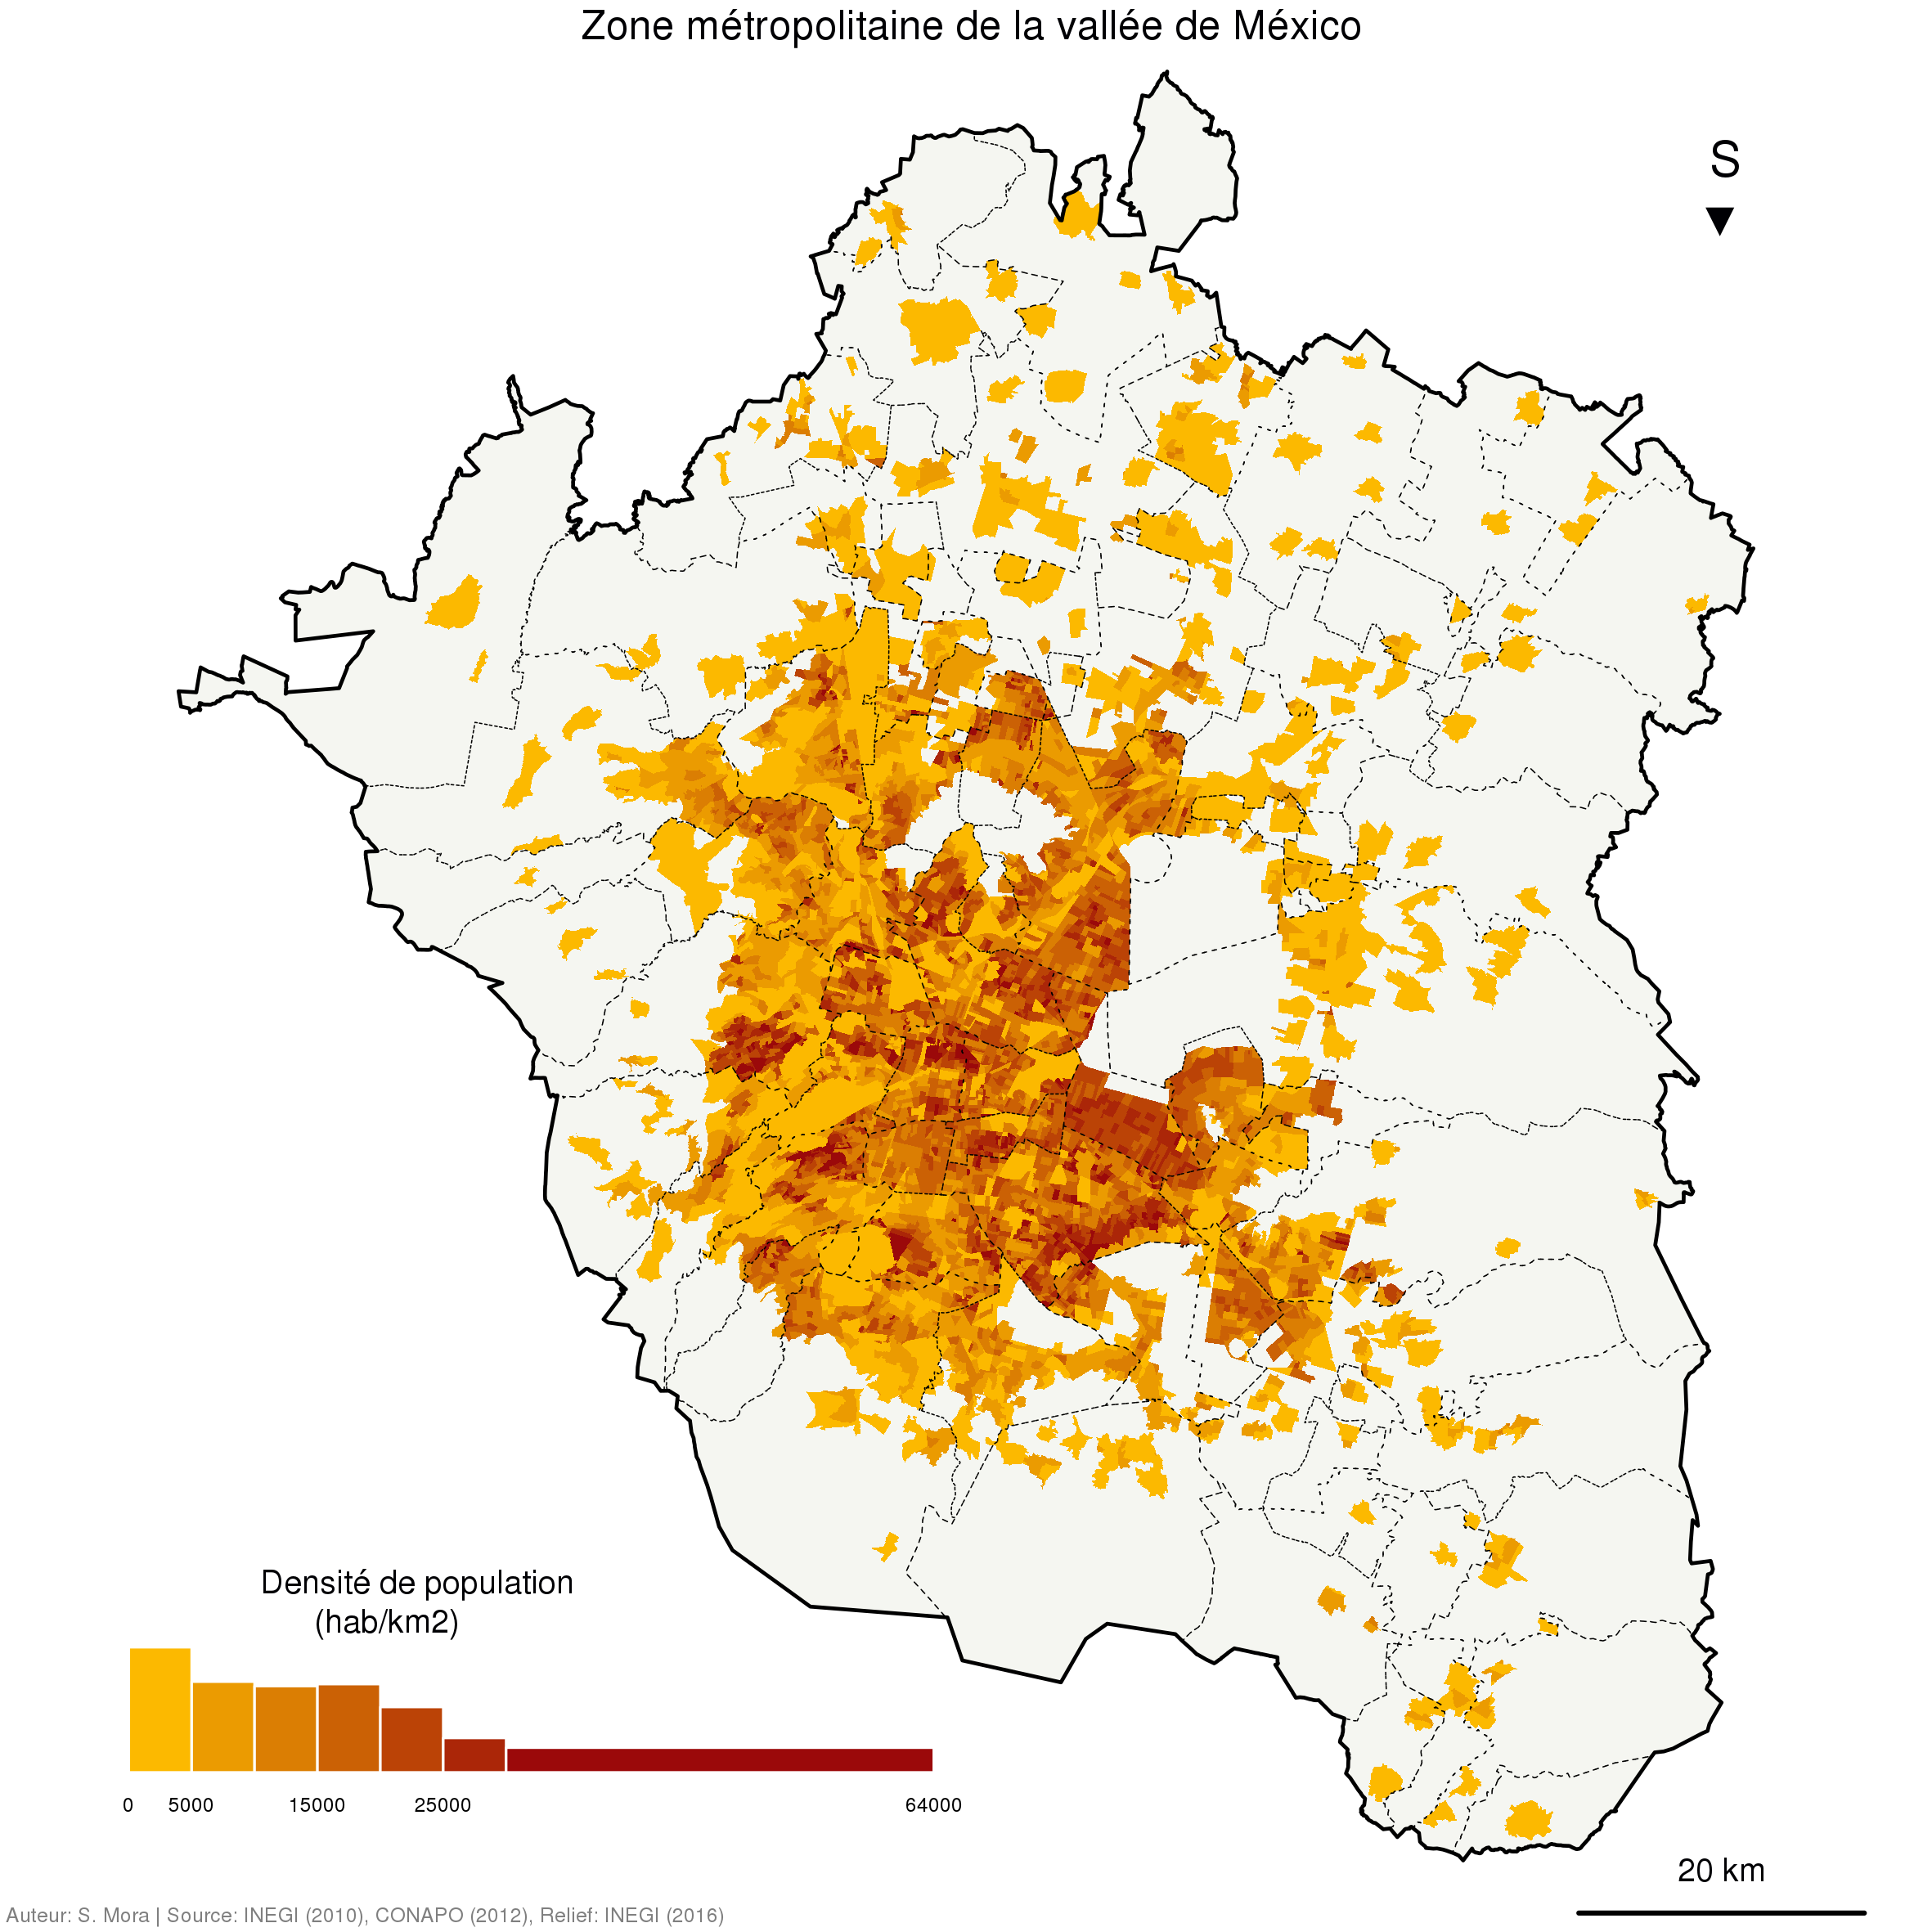 Zone métropolitaine de la vallée de México
S
Densité de population
(hab/km2)
0 5000 15000 25000 64000
20 km
Auteur: S. Mora | Source: INEGI (2010), CONAPO (2012), Relief: INEGI (2016)